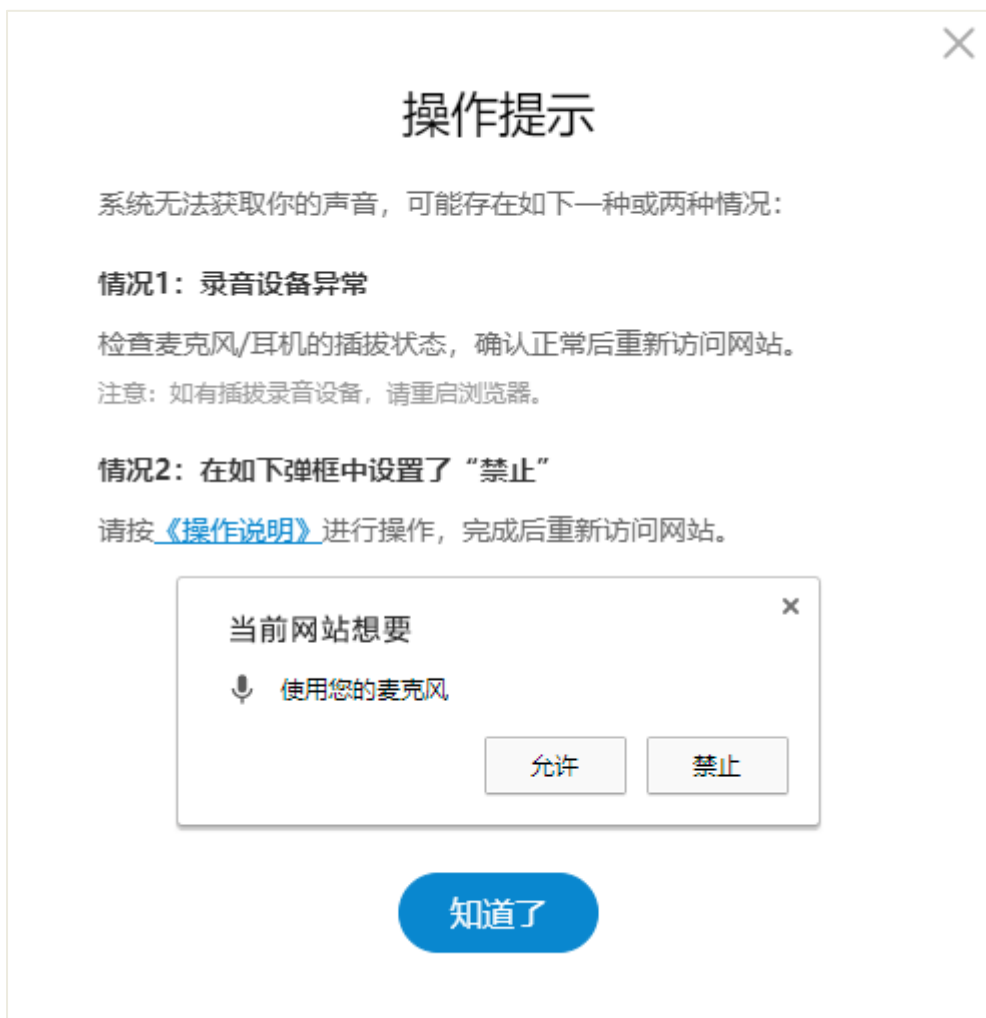 操作提示
系统无法获取你的声音，可能存在如下一种或两种情况：
情况1：录音设备异常
检查麦克风/耳机的插拔状态，确认正常后重新访问网站。
注意：如有插拔录音设备，请重启浏览器。
情况2：在如下弹框中设置了“禁止”
请按《操作说明》进行操作，完成后重新访问网站。
当前网站想要
使用您的麦克风
允许 禁止
知道了